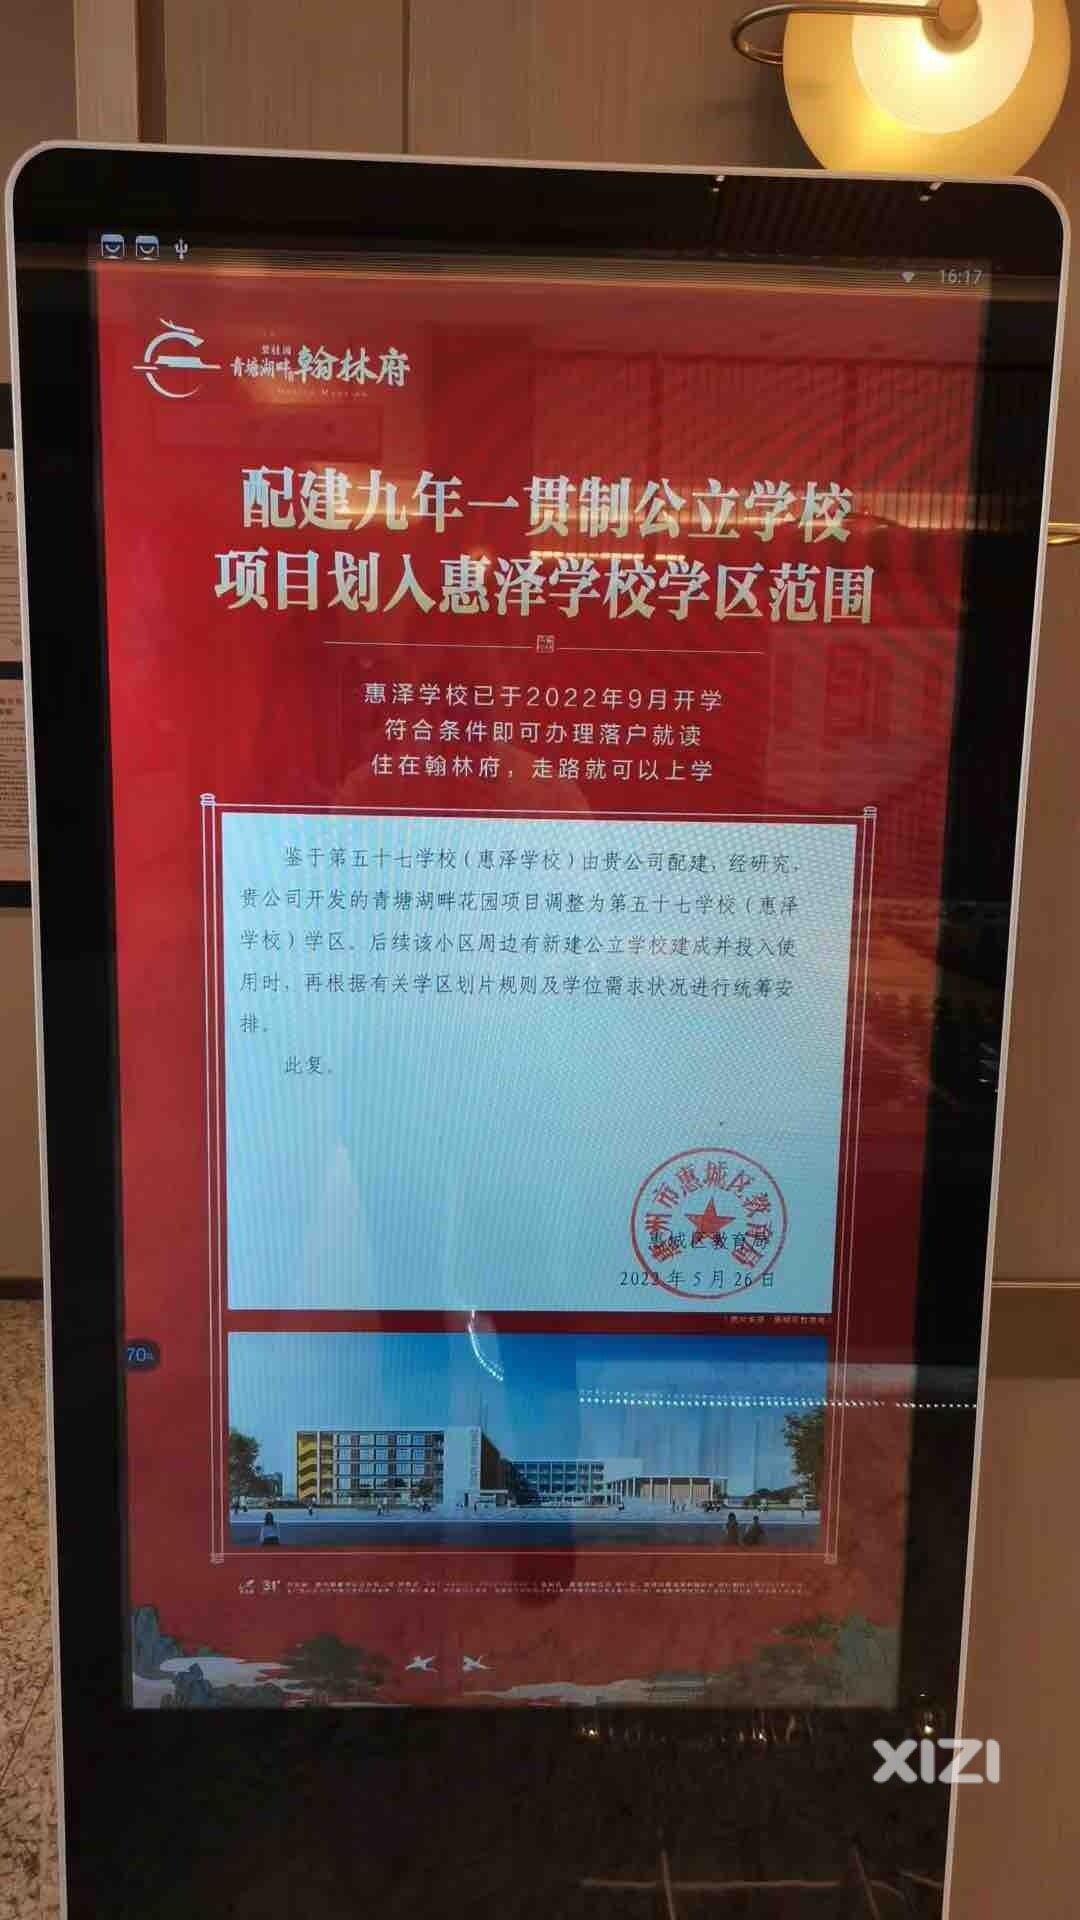 16:17
碧桂园
青塘湖畔 翰林府
配建九年一贯制公立学校
项目划入惠泽学校学区范围
惠泽学校已于2022年9月开学
符合条件即可办理落户就读
住在翰林府，走路就可以上学
鉴于第五十七学校（惠泽学校）由贵公司配建，经研究，
贵公司开发的青塘湖畔花园项目调整为第五十七学校（惠泽
学校）学区。后续该小区周边有新建公立学校建成并投入使
用时，再根据有关学区划片规则及学位需求状况进行统筹安
排。
此复。
惠州市惠城区教育局
惠城区教育局
2022年5月26日
70%
XIZI